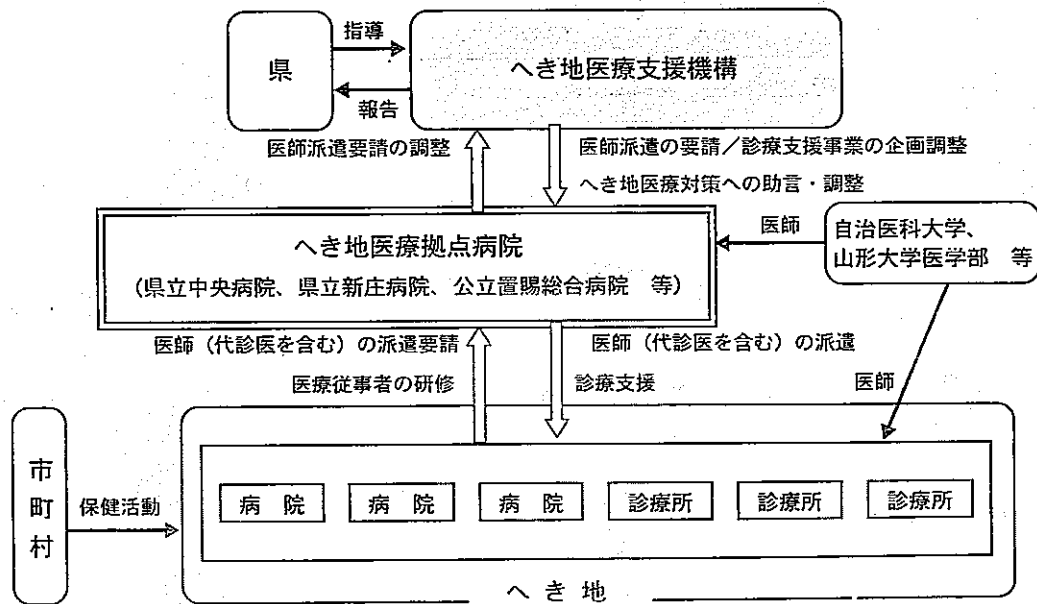 県
指導
報告
へき地医療支援機構
医師派遣要請の調整
医師派遣の要請/診療支援事業の企画調整
へき地医療対策への助言・調整
へき地医療拠点病院
(県立中央病院、県立新庄病院、公立置賜総合病院 等)
医師
自治医科大学、
山形大学医学部 等
医師(代診医を含む)の派遣要請
医療従事者の研修
医師(代診医を含む)の派遣
診療支援
医師
市町村
保健活動
病 院
病 院
病 院
診療所
診療所
診療所
へ き 地